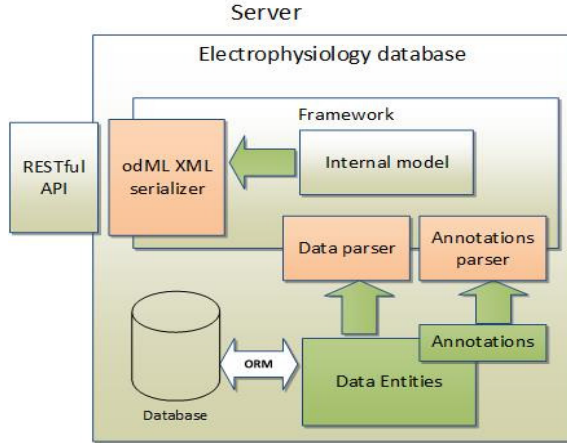 Server
Electrophysiology database
Framework
RESTful
API
odML XML
serializer
Internal model
Data parser
Annotations
parser
Annotations
ORM
Data Entities
Database